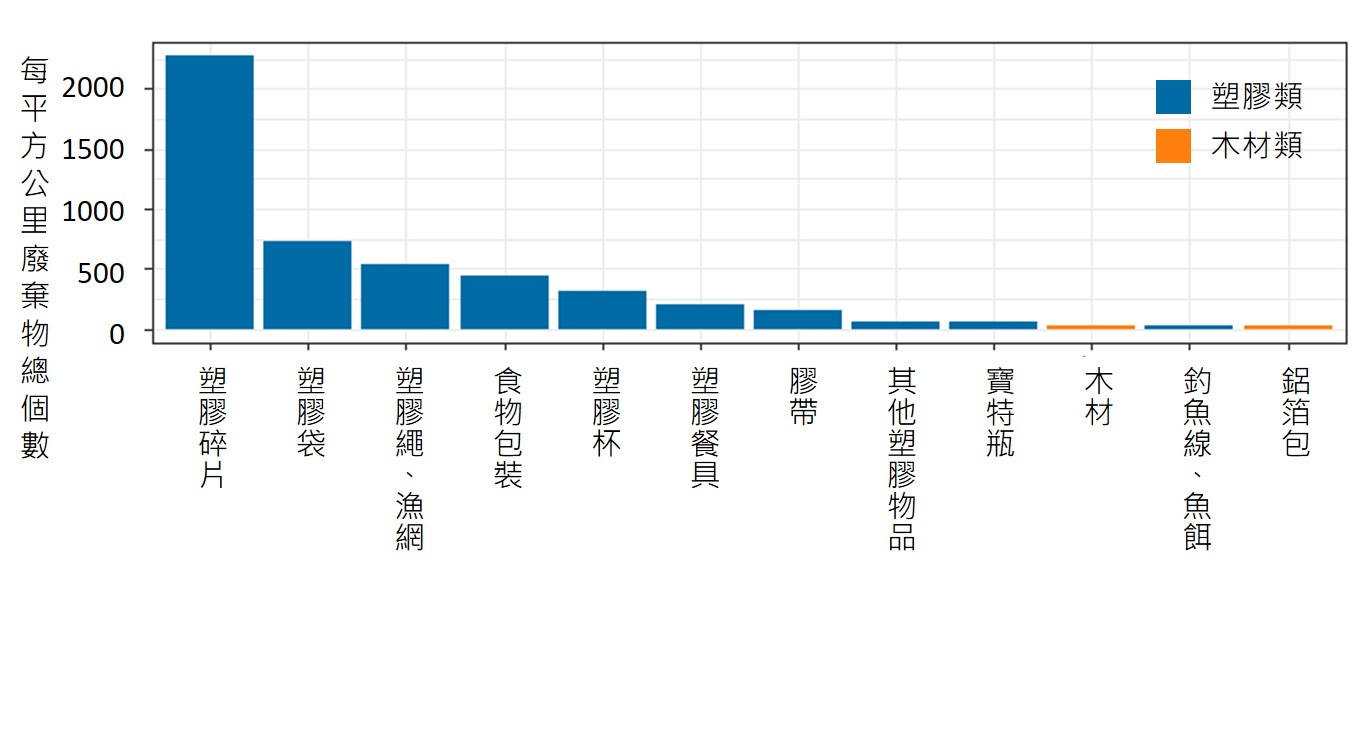 每平方公里廢棄物總個數
2000
1500
1000
500
0
塑膠類
木材類
塑膠碎片
塑膠袋
塑膠繩、漁網
食物包裝
塑膠杯
塑膠餐具
膠帶
其他塑膠物品
寶特瓶
木材
釣魚線、魚餌
鋁箔包